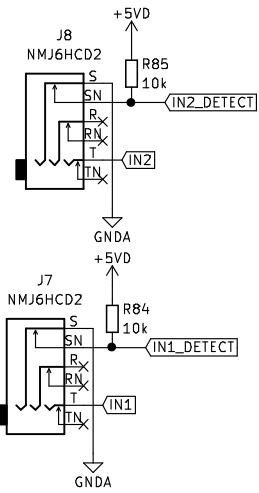 +5VD
J8
NMJ6HCD2
R85
10k
S
SN
IN2_DETECT
R
RN
T
IN2
TN
GNDA
+5VD
J7
NMJ6HCD2
R84
10k
S
SN
IN1_DETECT
R
RN
T
IN1
TN
GNDA